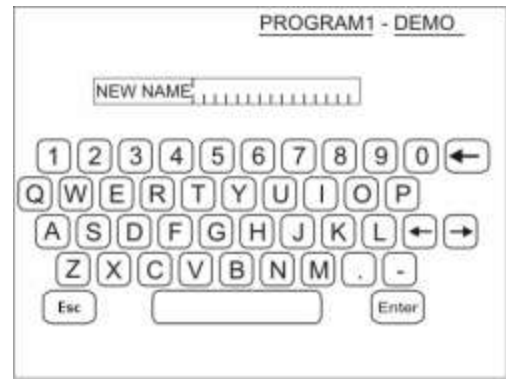 PROGRAM1 - DEMO
NEW NAME
1 2 3 4 5 6 7 8 9 0 ←
Q W E R T Y U I O P
A S D F G H J K L ← →
Z X C V B N M . -
Esc Enter